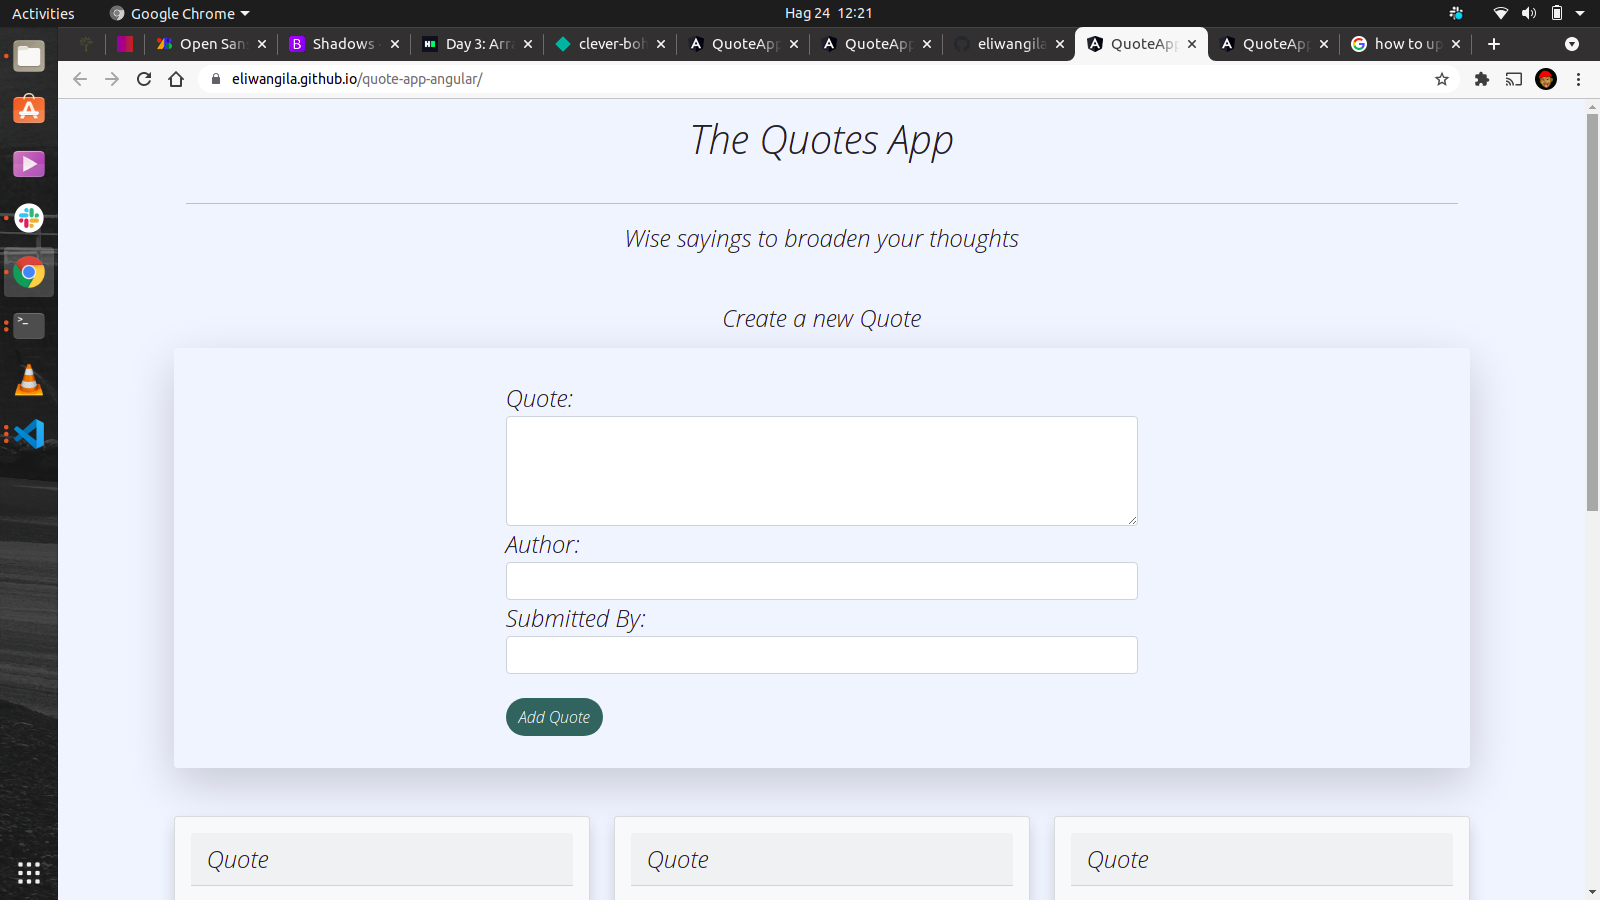 Activities
Google Chrome
Hag 24 12:21
Open San
Shadows
Day 3: Arr
clever-boh
QuoteApp
QuoteApp
eliwangila
QuoteApp
QuoteApp
how to up
eliwangila.github.io/quote-app-angular/
The Quotes App
Wise sayings to broaden your thoughts
Create a new Quote
Quote:
Author:
Submitted By:
Add Quote
Quote
Quote
Quote